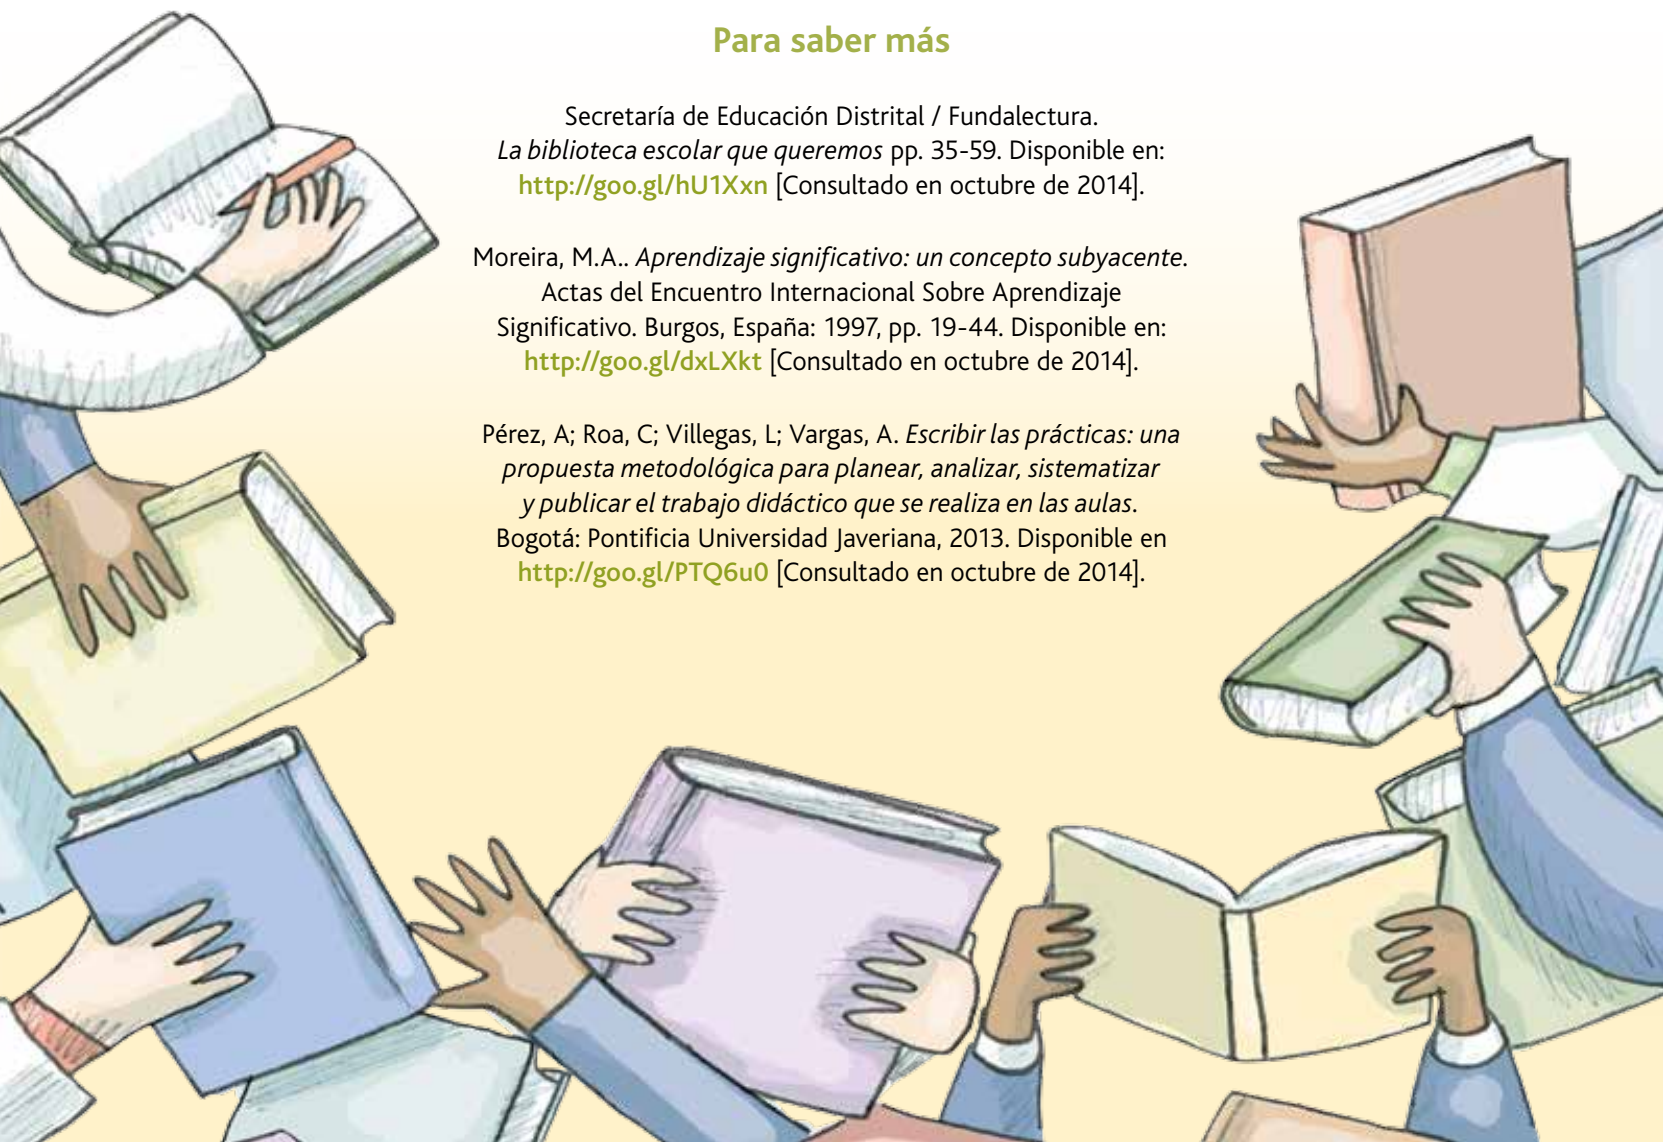 Para saber más
Secretaría de Educación Distrital / Fundalectura.
La biblioteca escolar que queremos pp. 35-59. Disponible en:
http://goo.gl/hU1Xxn [Consultado en octubre de 2014].
Moreira, M.A.. Aprendizaje significativo: un concepto subyacente.
Actas del Encuentro Internacional Sobre Aprendizaje
Significativo. Burgos, España: 1997, pp. 19-44. Disponible en:
http://goo.gl/dxLXkt [Consultado en octubre de 2014].
Pérez, A; Roa, C; Villegas, L; Vargas, A. Escribir las prácticas: una
propuesta metodológica para planear, analizar, sistematizar
y publicar el trabajo didáctico que se realiza en las aulas.
Bogotá: Pontificia Universidad Javeriana, 2013. Disponible en
http://goo.gl/PTQ6u0 [Consultado en octubre de 2014].